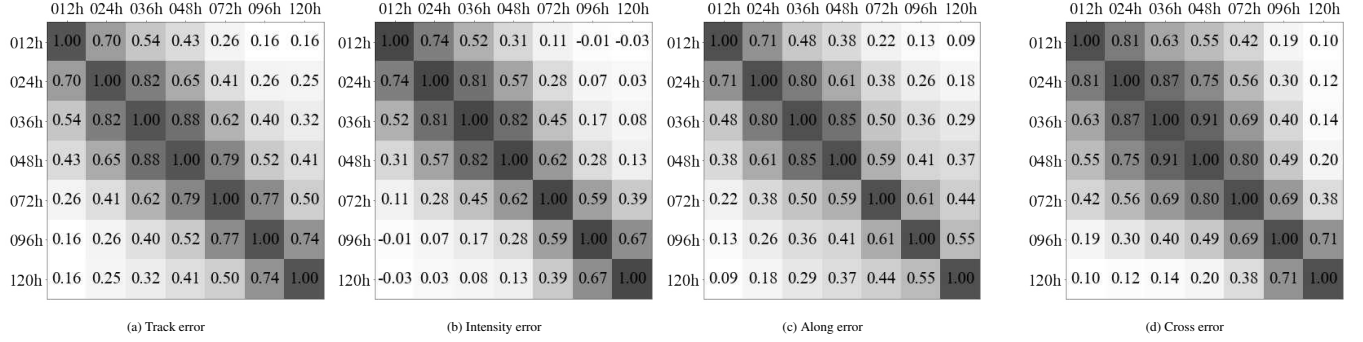 012h 024h 036h 048h 072h 096h 120h
012h 1.00 0.70 0.54 0.43 0.26 0.16 0.16
024h 0.70 1.00 0.82 0.65 0.41 0.26 0.25
036h 0.54 0.82 1.00 0.88 0.62 0.40 0.32
048h 0.43 0.65 0.88 1.00 0.79 0.52 0.41
072h 0.26 0.41 0.62 0.79 1.00 0.77 0.50
096h 0.16 0.26 0.40 0.52 0.77 1.00 0.74
120h 0.16 0.25 0.32 0.41 0.50 0.74 1.00
(a) Track error
012h 024h 036h 048h 072h 096h 120h
012h 1.00 0.74 0.52 0.31 0.11 -0.01 -0.03
024h 0.74 1.00 0.81 0.57 0.28 0.07 0.03
036h 0.52 0.81 1.00 0.82 0.45 0.17 0.08
048h 0.31 0.57 0.82 1.00 0.62 0.28 0.13
072h 0.11 0.28 0.45 0.62 1.00 0.59 0.39
096h -0.01 0.07 0.17 0.28 0.59 1.00 0.67
120h -0.03 0.03 0.08 0.13 0.39 0.67 1.00
(b) Intensity error
012h 024h 036h 048h 072h 096h 120h
012h 1.00 0.71 0.48 0.38 0.22 0.13 0.09
024h 0.71 1.00 0.80 0.61 0.38 0.26 0.18
036h 0.48 0.80 1.00 0.85 0.50 0.36 0.29
048h 0.38 0.61 0.85 1.00 0.59 0.41 0.37
072h 0.22 0.38 0.50 0.59 1.00 0.61 0.44
096h 0.13 0.26 0.36 0.41 0.61 1.00 0.55
120h 0.09 0.18 0.29 0.37 0.44 0.55 1.00
(c) Along error
012h 024h 036h 048h 072h 096h 120h
012h 1.00 0.81 0.63 0.55 0.42 0.19 0.10
024h 0.81 1.00 0.87 0.75 0.56 0.30 0.12
036h 0.63 0.87 1.00 0.91 0.69 0.40 0.14
048h 0.55 0.75 0.91 1.00 0.80 0.49 0.20
072h 0.42 0.56 0.69 0.80 1.00 0.69 0.38
096h 0.19 0.30 0.40 0.49 0.69 1.00 0.71
120h 0.10 0.12 0.14 0.20 0.38 0.71 1.00
(d) Cross error